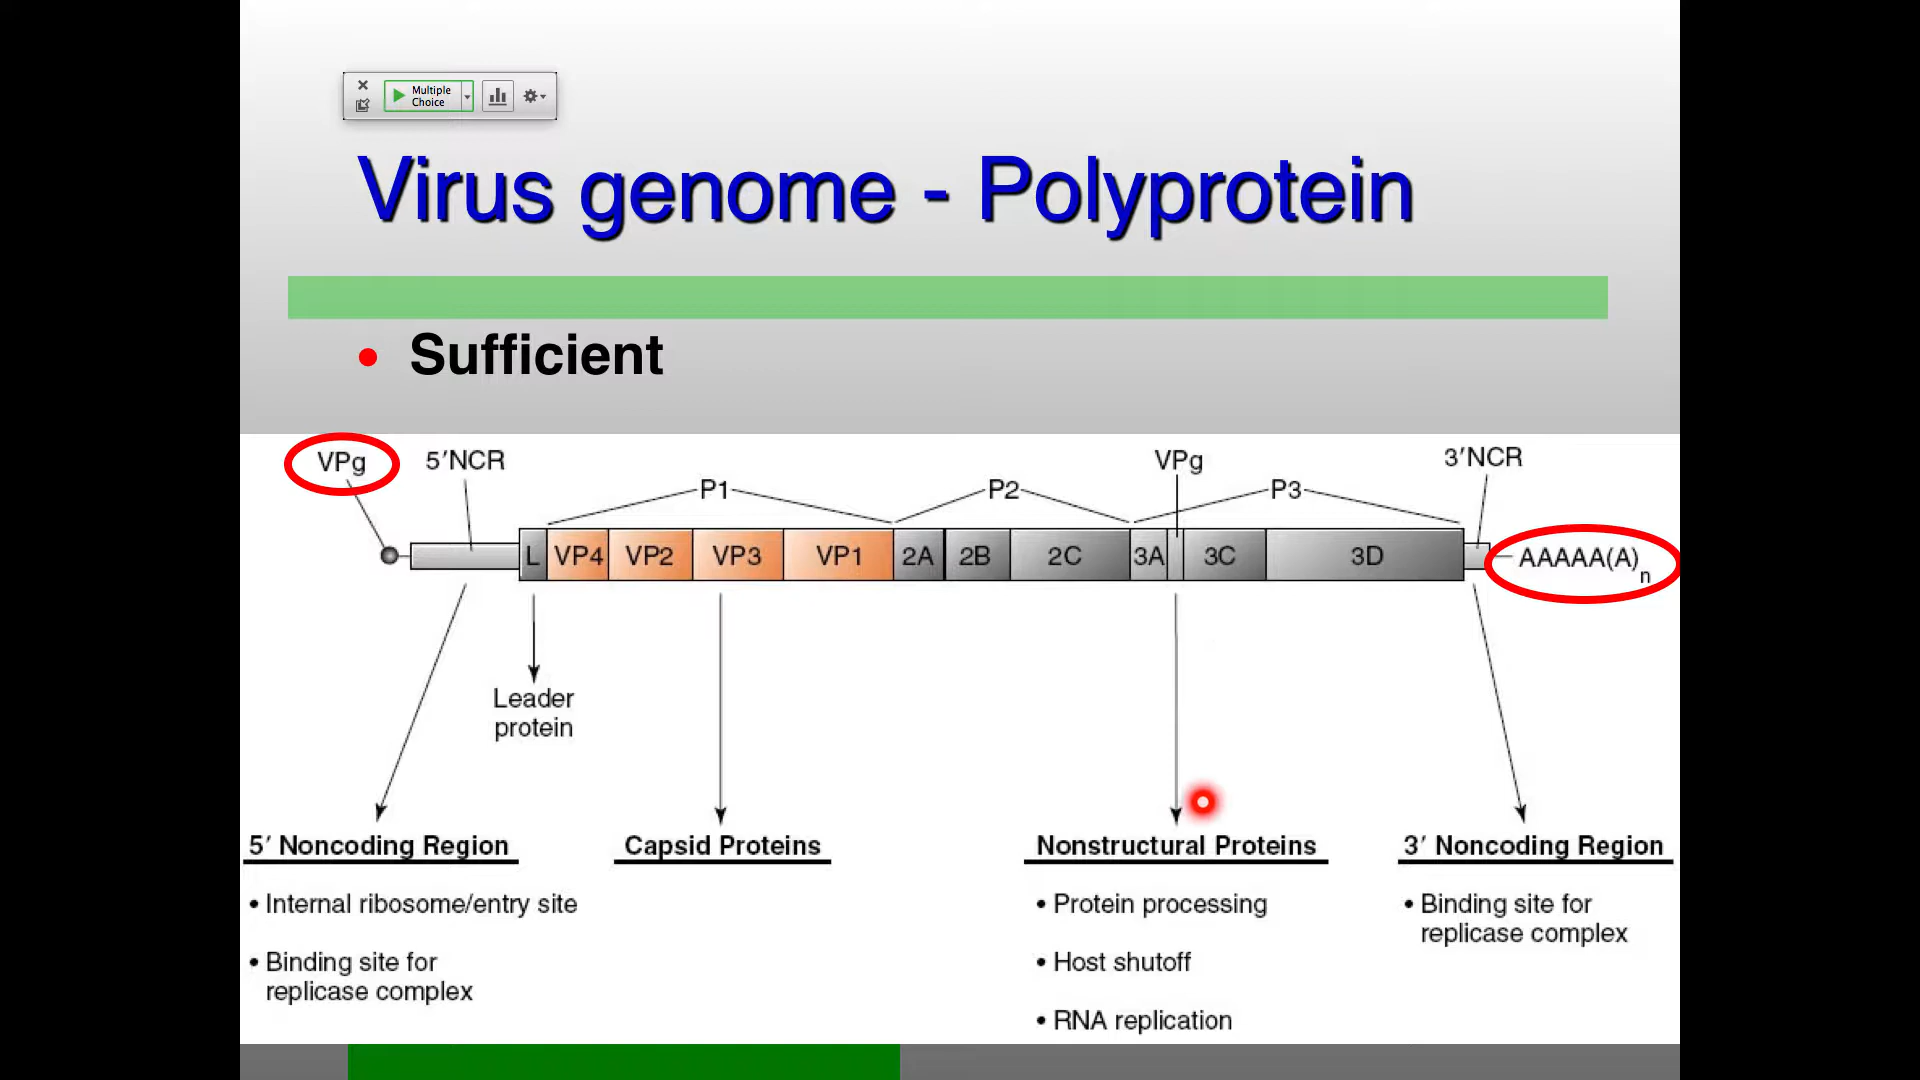 Multiple
Choice
Virus genome - Polyprotein
• Sufficient
VPg
5′NCR
P1
P2
VPg
P3
3′NCR
L VP4 VP2 VP3 VP1 2A 2B 2C 3A 3C 3D
AAAAA(A)n
Leader
protein
5′ Noncoding Region
• Internal ribosome/entry site
• Binding site for
replicase complex
Capsid Proteins
Nonstructural Proteins
• Protein processing
• Host shutoff
• RNA replication
3′ Noncoding Region
• Binding site for
replicase complex